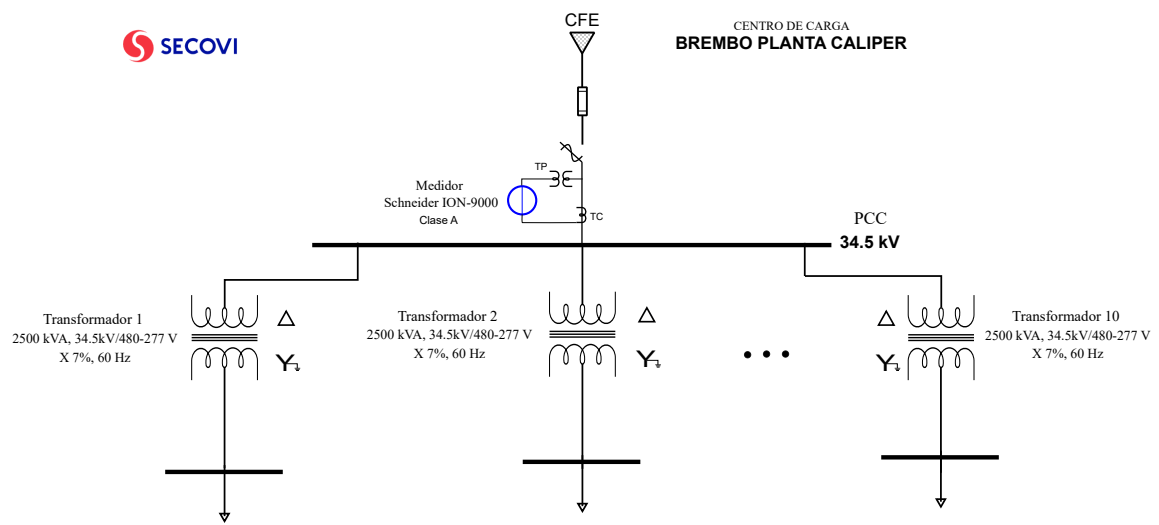 CFE
SECOVI
CENTRO DE CARGA
BREMBO PLANTA CALIPER
TP
Medidor
Schneider ION-9000
Clase A
TC
PCC
34.5 kV
Transformador 1
2500 kVA, 34.5kV/480-277 V
X 7%, 60 Hz
Transformador 2
2500 kVA, 34.5kV/480-277 V
X 7%, 60 Hz
Transformador 10
2500 kVA, 34.5kV/480-277 V
X 7%, 60 Hz